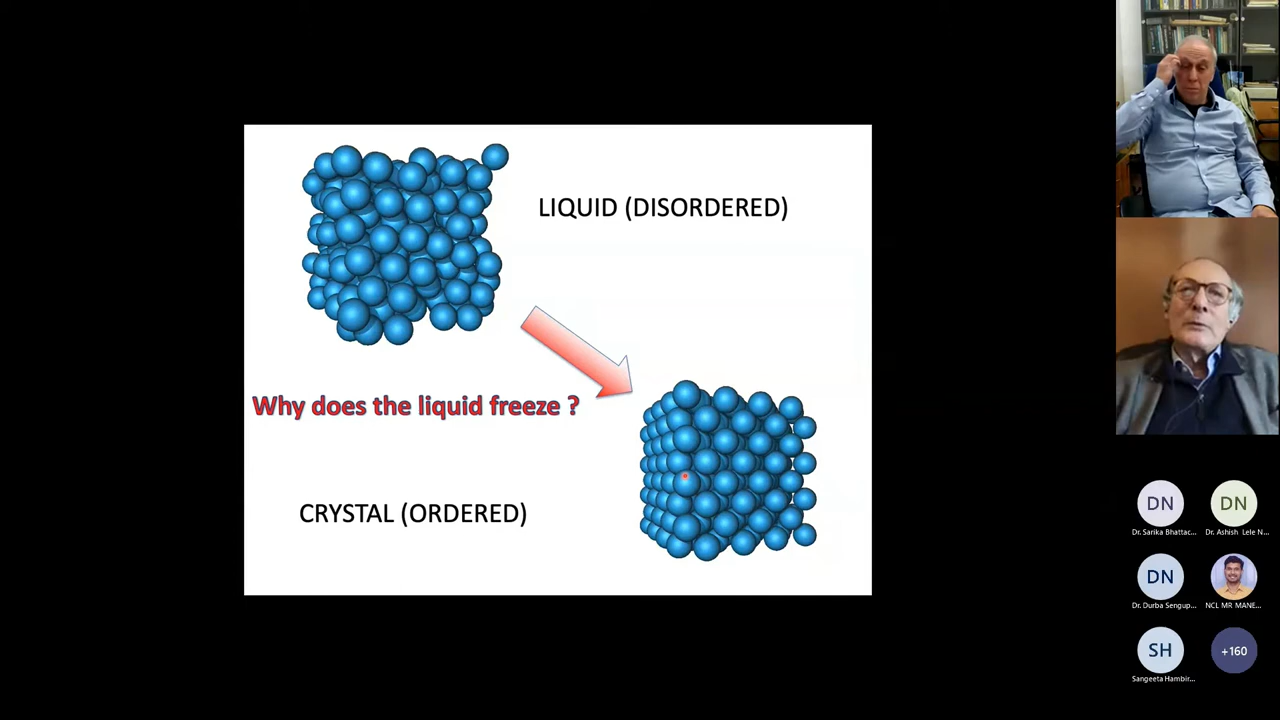 LIQUID (DISORDERED)
Why does the liquid freeze ?
CRYSTAL (ORDERED)
DN
DN
Dr. Sarika Bhattac...
Dr. Ashish Lele N...
DN
Dr. Durba Sengup...
NCL MR MANE...
SH
+160
Sangeeta Hambir...